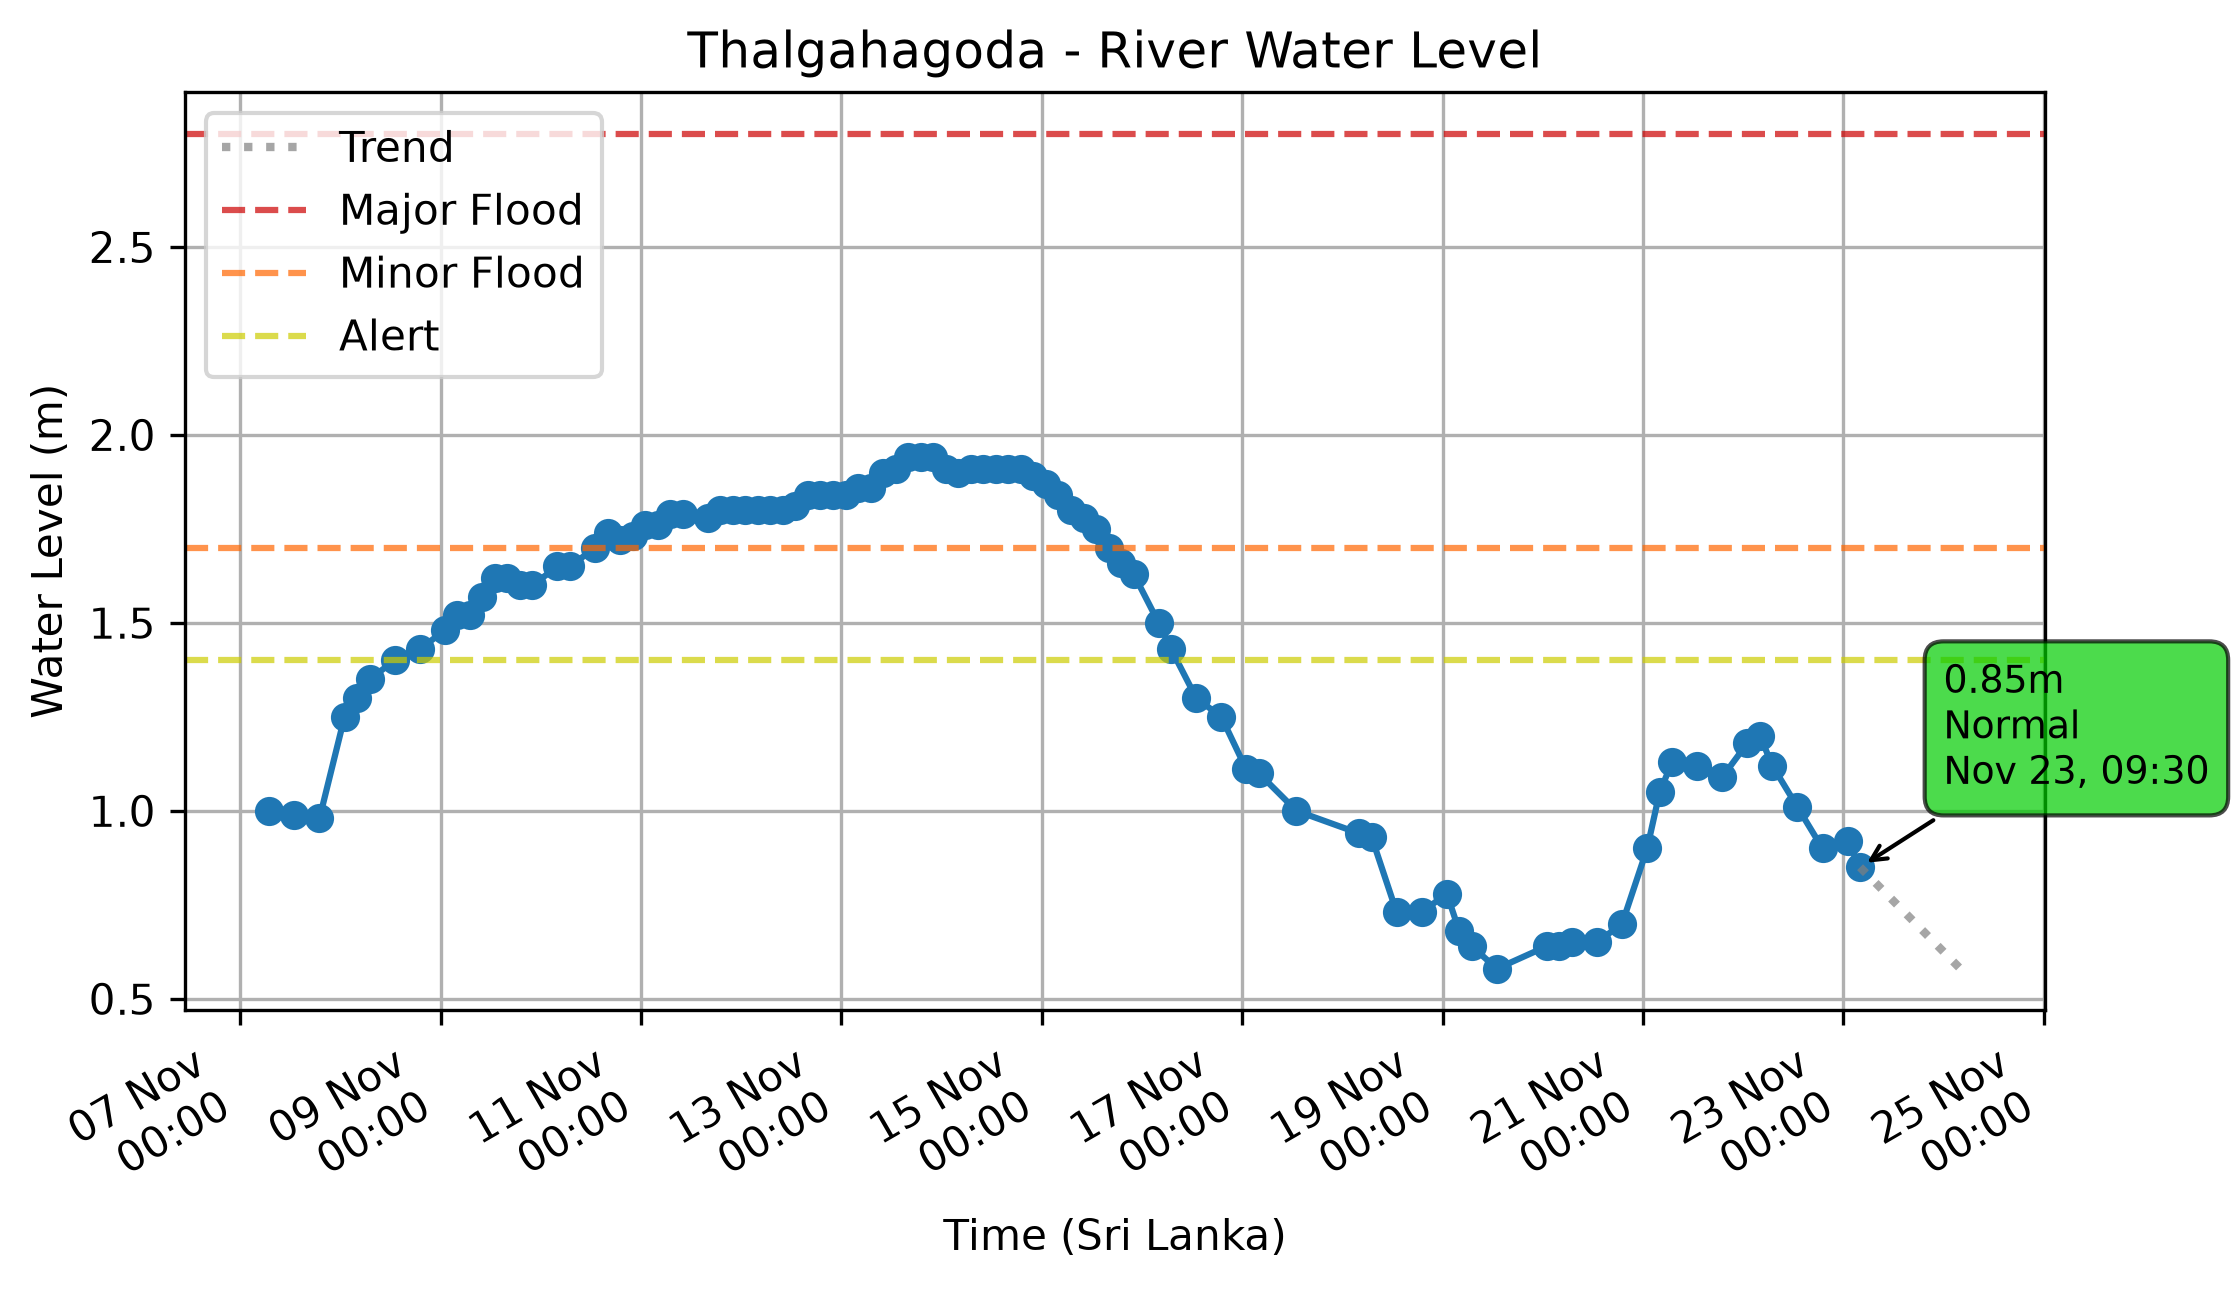 Thalgahagoda - River Water Level
Trend
Major Flood
Minor Flood
Alert
Water Level (m)
2.5
2.0
1.5
1.0
0.5
0.85m
Normal
Nov 23, 09:30
07 Nov
00:00
09 Nov
00:00
11 Nov
00:00
13 Nov
00:00
15 Nov
00:00
17 Nov
00:00
19 Nov
00:00
21 Nov
00:00
23 Nov
00:00
25 Nov
00:00
Time (Sri Lanka)